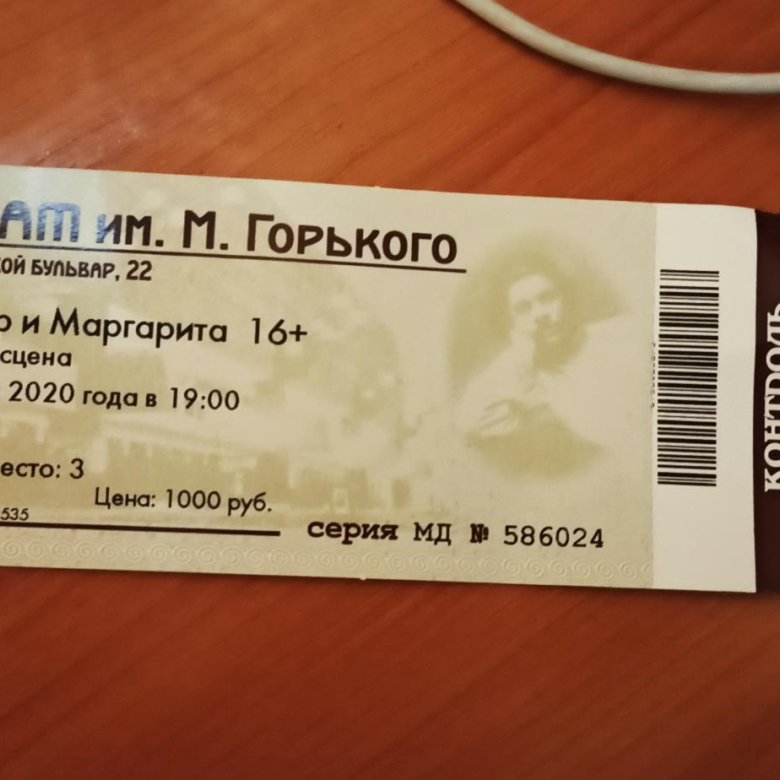 АТ им. М. Горького
ой бульвар, 22
р и Маргарита 16+
сцена
2020 года в 19:00
есто: 3
Цена: 1000 руб.
535
серия МД № 586024
КОНТРОЛЬ